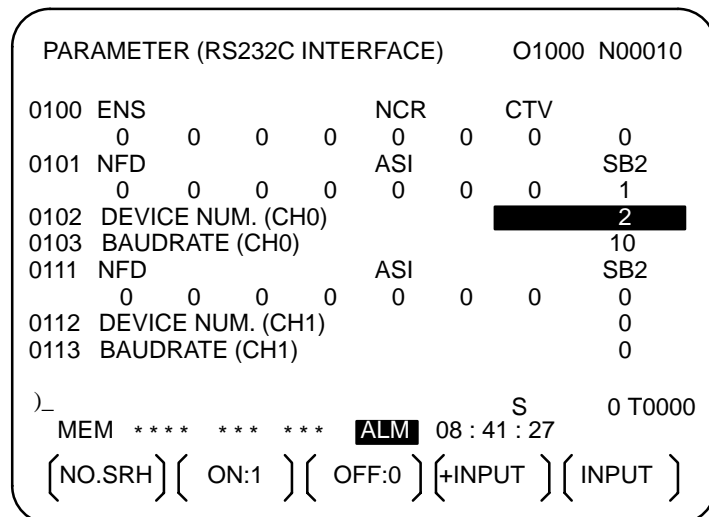 PARAMETER (RS232C INTERFACE) O1000 N00010
0100 ENS NCR CTV
0 0 0 0 0 0 0 0
0101 NFD ASI SB2
0 0 0 0 0 0 0 1
0102 DEVICE NUM. (CH0) 2
0103 BAUDRATE (CH0) 10
0111 NFD ASI SB2
0 0 0 0 0 0 0 0
0112 DEVICE NUM. (CH1) 0
0113 BAUDRATE (CH1) 0
)_
S 0 T0000
MEM **** *** *** ALM 08 : 41 : 27
[NO.SRH] [ ON:1 ] [ OFF:0 ] [+INPUT ] [ INPUT ]